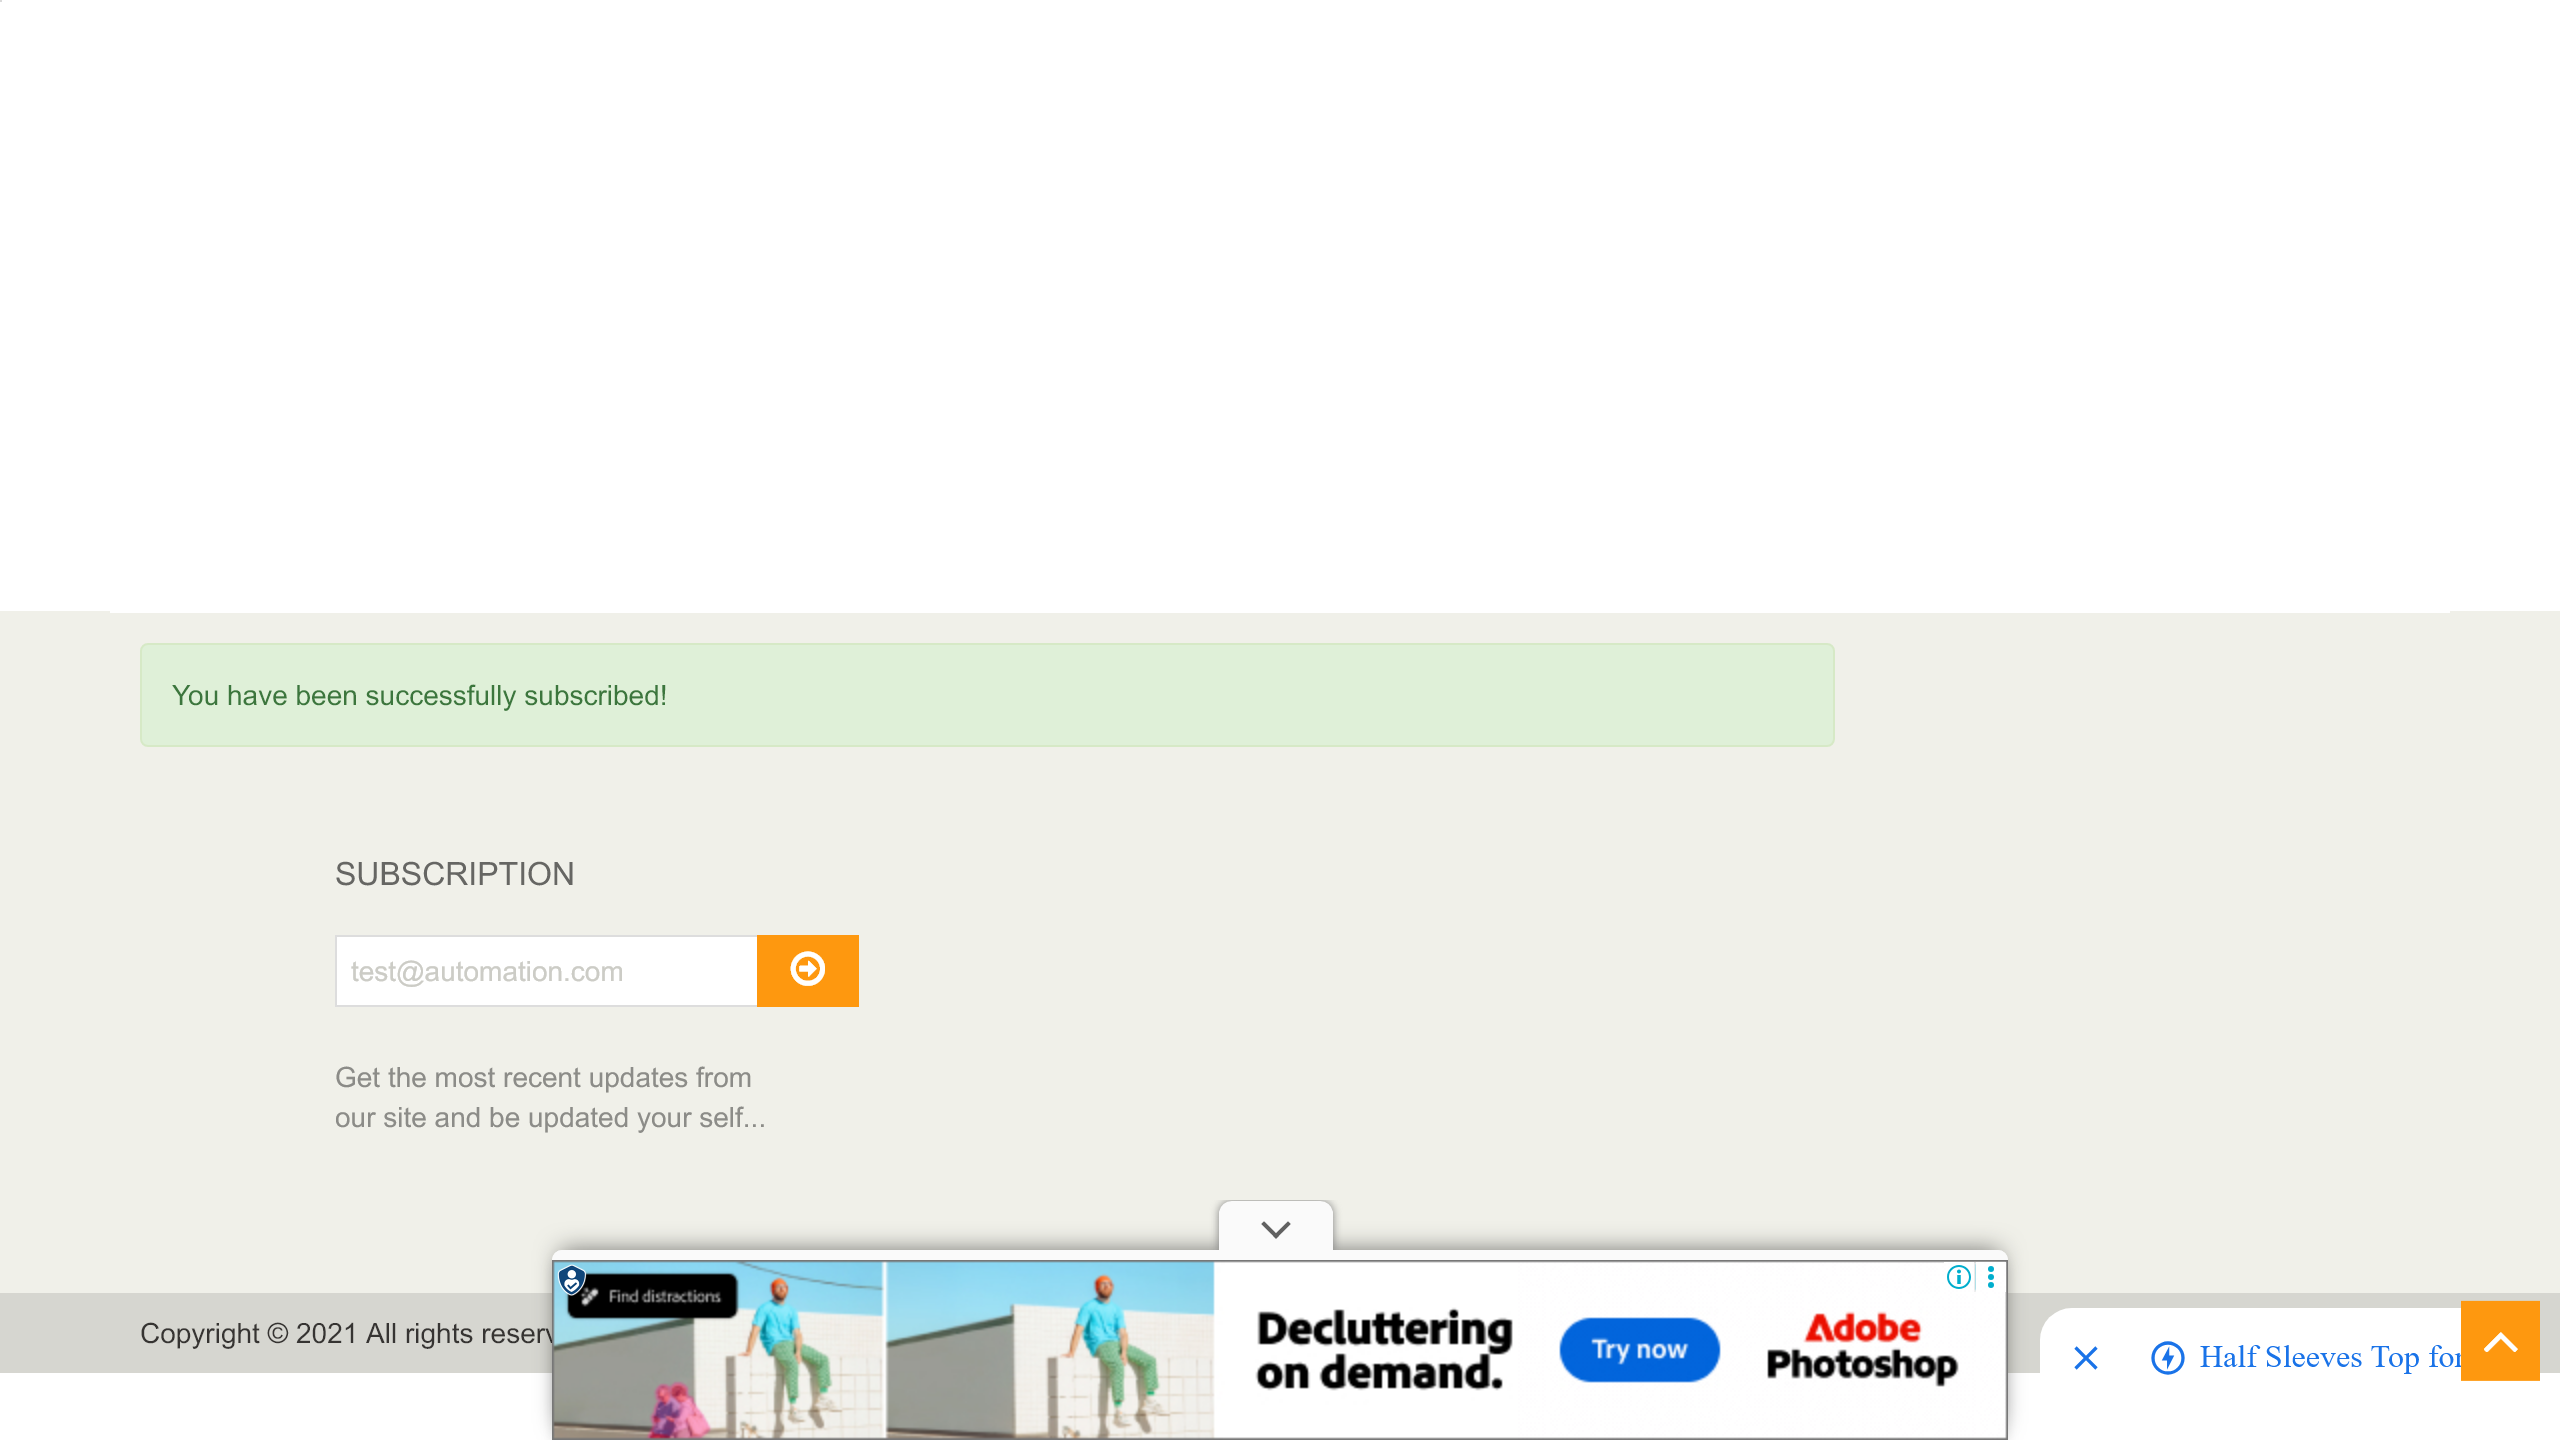 You have been successfully subscribed!
SUBSCRIPTION
test@automation.com
Get the most recent updates from
our site and be updated your self...
Copyright © 2021 All rights reserv
Find distractions
Decluttering
on demand.
Try now
Adobe
Photoshop
Half Sleeves Top for